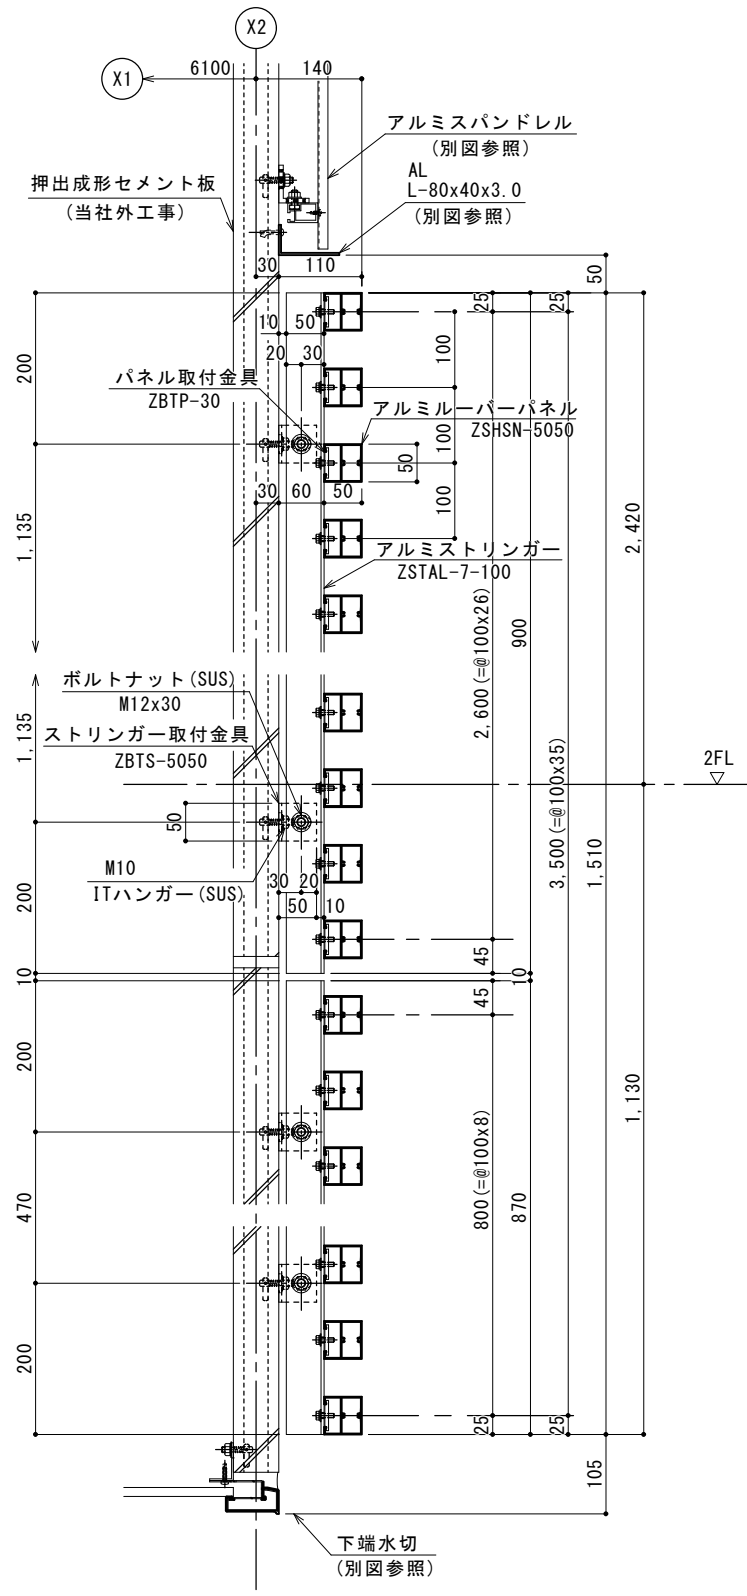 X2
X1
6100
140
アルミスパンドレル
(別図参照)
AL
L-80x40x3.0
(別図参照)
押出成形セメント板
(当社外工事)
30
110
50
25
25
10
50
200
20
30
100
パネル取付金具
ZBTP-30
アルミルーバーパネル
ZSHSN-5050
100
50
30
60
50
100
2,420
1,135
アルミストリンガー
ZSTAL-7-100
2,600(=@100x26)
900
ボルトナット(SUS)
M12x30
1,135
ストリンガー取付金具
ZBTS-5050
2FL
3,500(=@100x35)
1,510
50
M10
ITハンガー(SUS)
30
20
200
50
10
45
10
10
45
200
1,130
800(=@100x8)
870
470
200
25
25
105
下端水切
(別図参照)